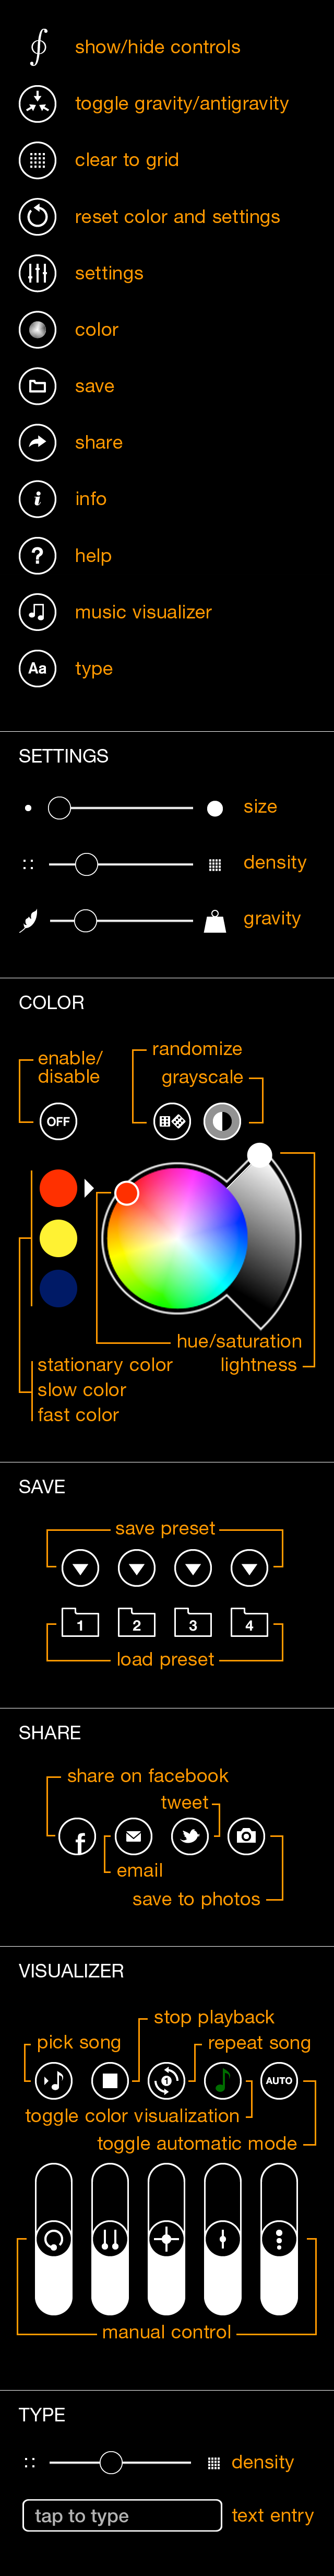 ∮ show/hide controls
toggle gravity/antigravity
clear to grid
reset color and settings
settings
color
save
share
i info
? help
music visualizer
Aa type
SETTINGS
size
density
gravity
COLOR
randomize
enable/
disable
grayscale
OFF
hue/saturation
stationary color
lightness
slow color
fast color
SAVE
save preset
1 2 3 4
load preset
SHARE
share on facebook
tweet
f
email
save to photos
VISUALIZER
stop playback
pick song
repeat song
1 AUTO
toggle color visualization
toggle automatic mode
manual control
TYPE
density
tap to type text entry